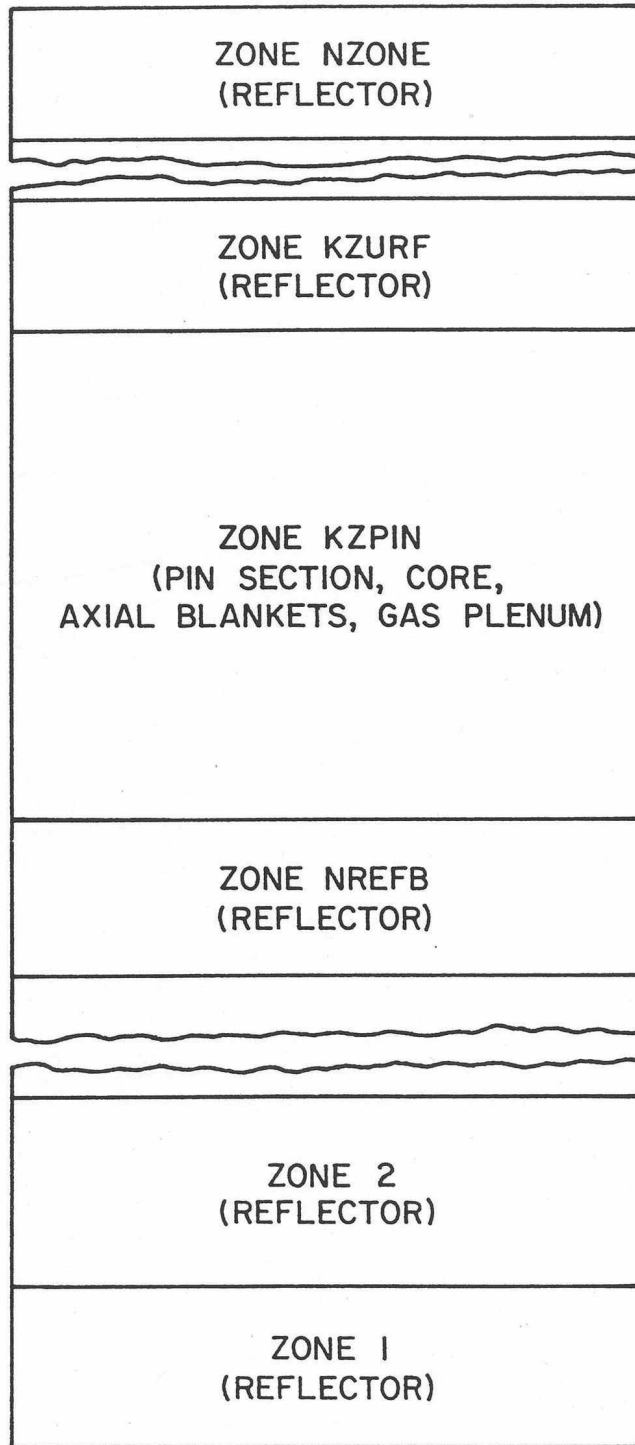 ZONE NZONE
(REFLECTOR)
ZONE KZURF
(REFLECTOR)
ZONE KZPIN
(PIN SECTION, CORE,
AXIAL BLANKETS, GAS PLENUM)
ZONE NREFB
(REFLECTOR)
ZONE 2
(REFLECTOR)
ZONE 1
(REFLECTOR)